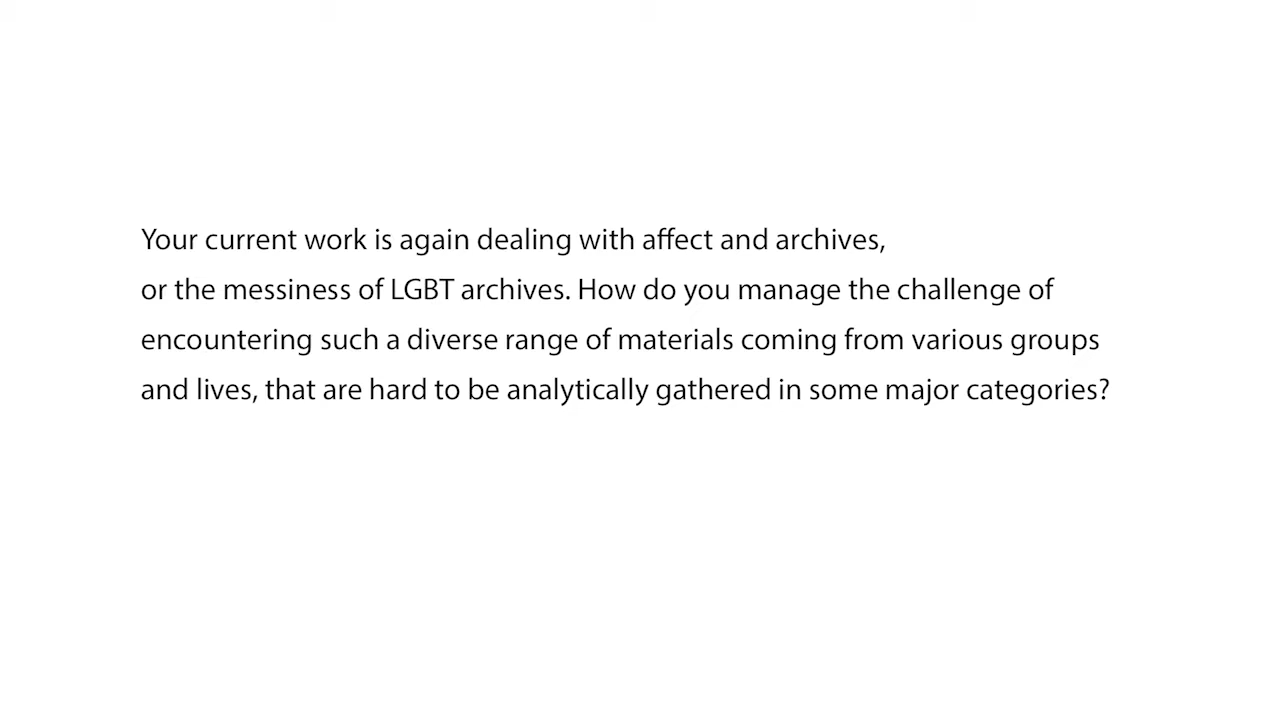 Your current work is again dealing with affect and archives,
or the messiness of LGBT archives. How do you manage the challenge of
encountering such a diverse range of materials coming from various groups
and lives, that are hard to be analytically gathered in some major categories?